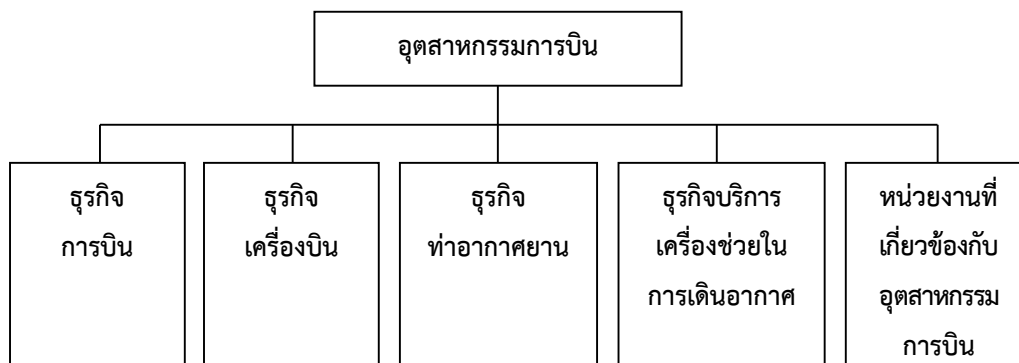 อุตสาหกรรมการบิน
ธุรกิจ
การบิน
ธุรกิจ
เครื่องบิน
ธุรกิจ
ท่าอากาศยาน
ธุรกิจบริการ
เครื่องช่วยใน
การเดินอากาศ
หน่วยงานที่
เกี่ยวข้องกับ
อุตสาหกรรม
การบิน